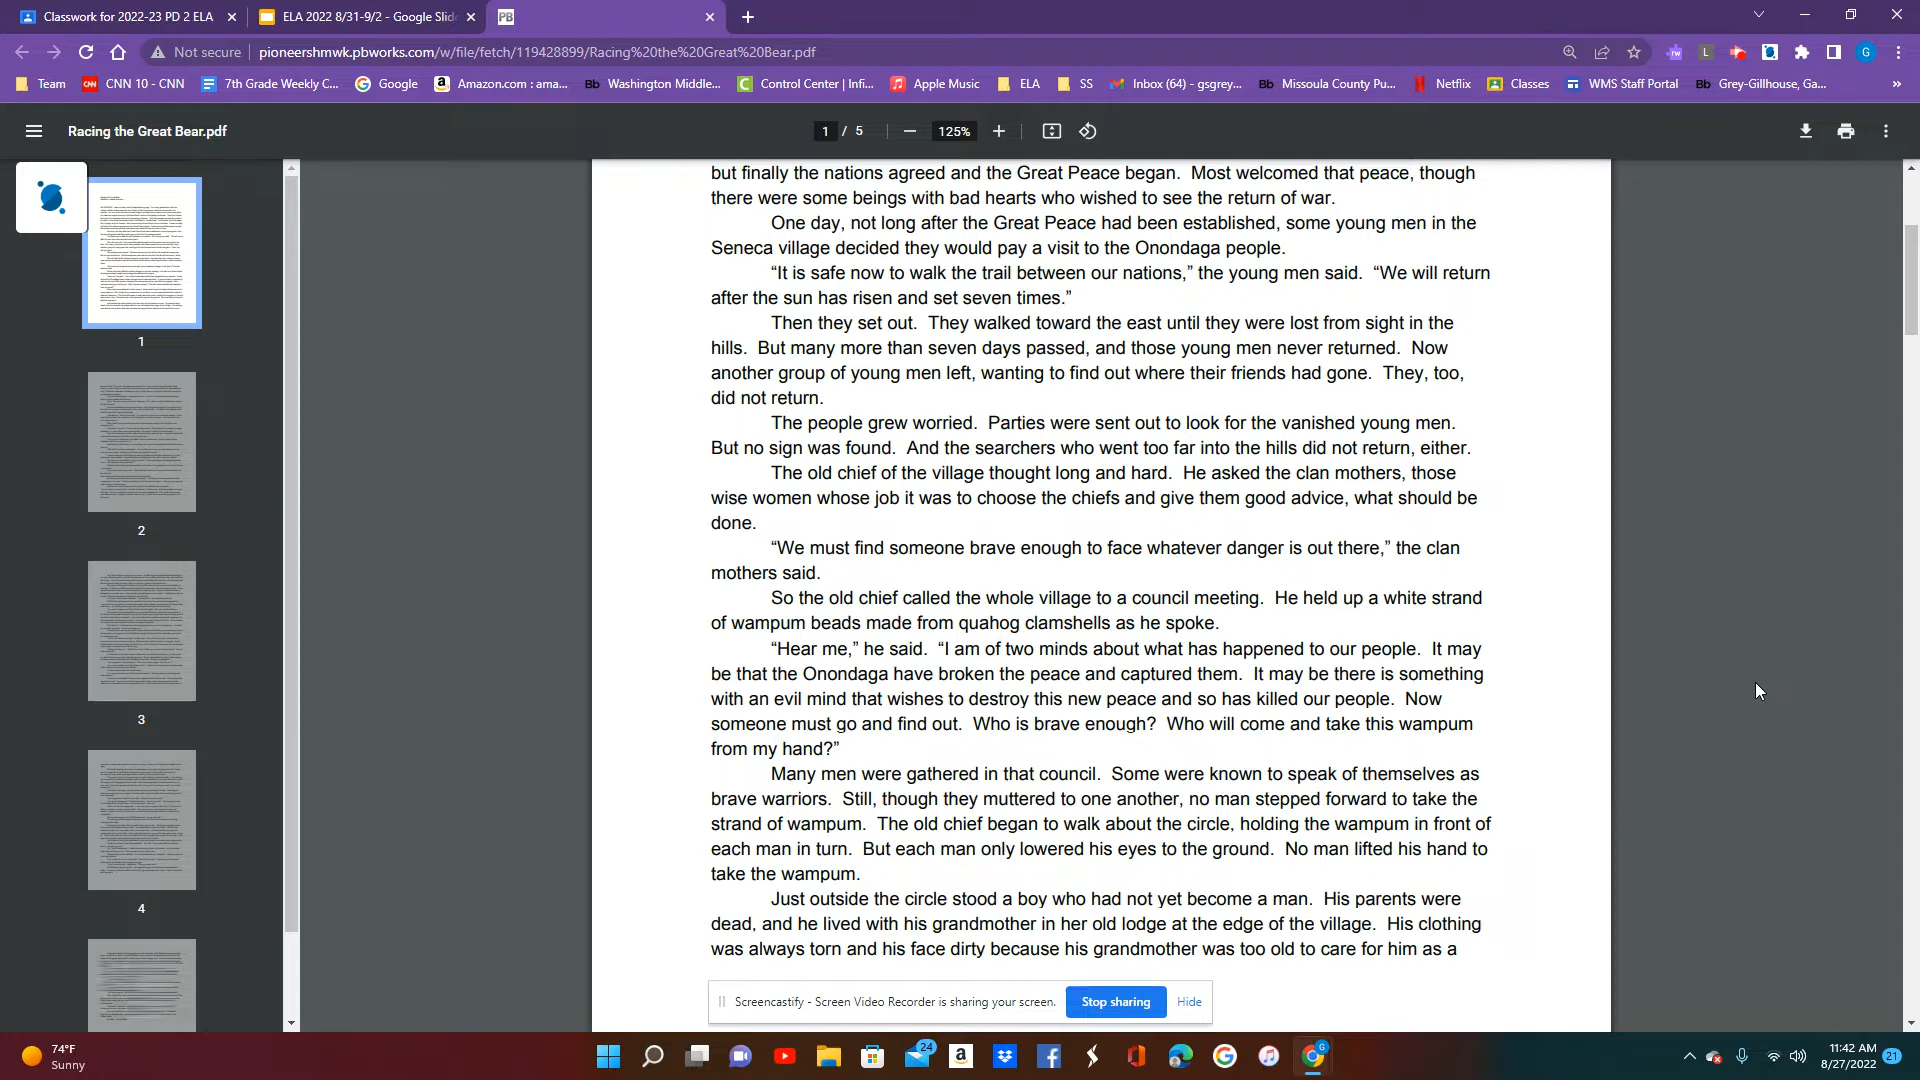 Classwork for 2022-23 PD 2 ELA
ELA 2022 8/31-9/2 - Google Slide
PB
Not secure
pioneershmwk.pbworks.com/w/file/fetch/119428899/Racing%20the%20Great%20Bear.pdf
Team
CNN 10 - CNN
7th Grade Weekly C...
Google
Amazon.com : ama...
Bb Washington Middle...
Control Center | Infi...
Apple Music
ELA
SS
Inbox (64) - gsgrey...
Bb Missoula County Pu...
Netflix
Classes
WMS Staff Portal
Bb Grey-Gillhouse, Ga...
Racing the Great Bear.pdf
1 / 5
125%
1
2
3
4
but finally the nations agreed and the Great Peace began. Most welcomed that peace, though
there were some beings with bad hearts who wished to see the return of war.
One day, not long after the Great Peace had been established, some young men in the
Seneca village decided they would pay a visit to the Onondaga people.
“It is safe now to walk the trail between our nations,” the young men said. “We will return
after the sun has risen and set seven times.”
Then they set out. They walked toward the east until they were lost from sight in the
hills. But many more than seven days passed, and those young men never returned. Now
another group of young men left, wanting to find out where their friends had gone. They, too,
did not return.
The people grew worried. Parties were sent out to look for the vanished young men.
But no sign was found. And the searchers who went too far into the hills did not return, either.
The old chief of the village thought long and hard. He asked the clan mothers, those
wise women whose job it was to choose the chiefs and give them good advice, what should be
done.
“We must find someone brave enough to face whatever danger is out there,” the clan
mothers said.
So the old chief called the whole village to a council meeting. He held up a white strand
of wampum beads made from quahog clamshells as he spoke.
“Hear me,” he said. “I am of two minds about what has happened to our people. It may
be that the Onondaga have broken the peace and captured them. It may be there is something
with an evil mind that wishes to destroy this new peace and so has killed our people. Now
someone must go and find out. Who is brave enough? Who will come and take this wampum
from my hand?”
Many men were gathered in that council. Some were known to speak of themselves as
brave warriors. Still, though they muttered to one another, no man stepped forward to take the
strand of wampum. The old chief began to walk about the circle, holding the wampum in front of
each man in turn. But each man only lowered his eyes to the ground. No man lifted his hand to
take the wampum.
Just outside the circle stood a boy who had not yet become a man. His parents were
dead, and he lived with his grandmother in her old lodge at the edge of the village. His clothing
was always torn and his face dirty because his grandmother was too old to care for him as a
Screencastify - Screen Video Recorder is sharing your screen.
Stop sharing
Hide
74°F
Sunny
24
11:42 AM
8/27/2022
21